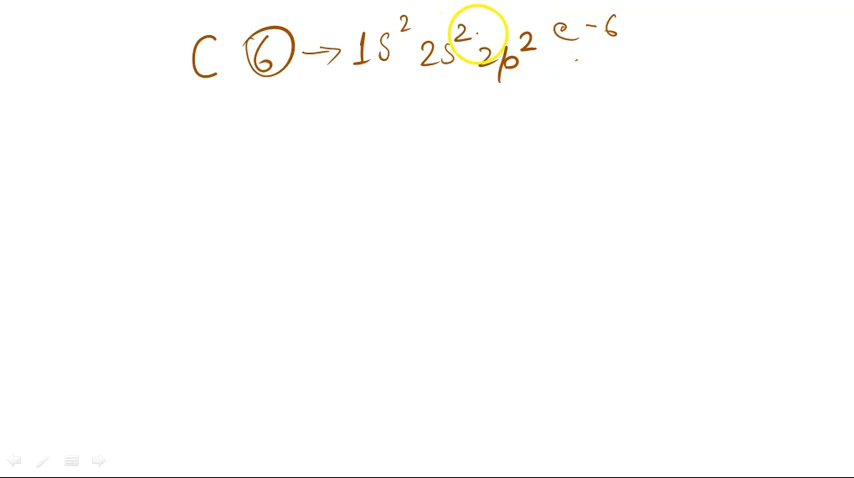 C 6 → 1s² 2s² 2p² e - 6